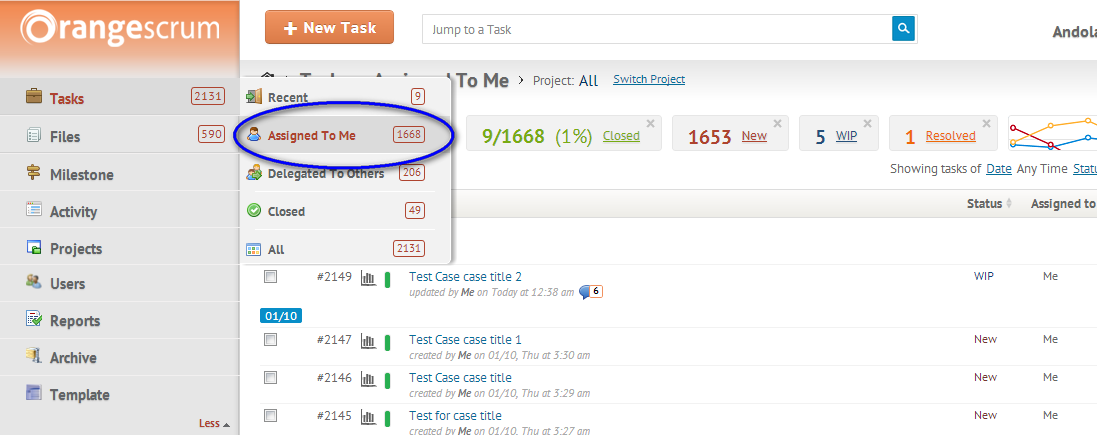 Orangescrum
+ New Task
Jump to a Task
Andola
To Me > Project: All Switch Project
Tasks 2131
Files 590
Milestone
Activity
Projects
Users
Reports
Archive
Template
Less
Recent 9
Assigned To Me 1668
Delegated To Others 206
Closed 49
All 2131
9/1668 (1%) Closed
1653 New
5 WIP
1 Resolved
Showing tasks of Date Any Time Statu
Status Assigned to
#2149 Test Case case title 2 WIP Me
updated by Me on Today at 12:38 am 6
01/10
#2147 Test Case case title 1 New Me
created by Me on 01/10, Thu at 3:30 am
#2146 Test Case case title New Me
created by Me on 01/10, Thu at 3:29 am
#2145 Test for case title New Me
created by Me on 01/10, Thu at 3:27 am